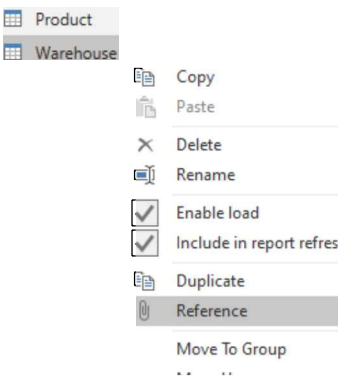 Product
Warehouse
Copy
Paste
Delete
Rename
Enable load
Include in report refres
Duplicate
Reference
Move To Group